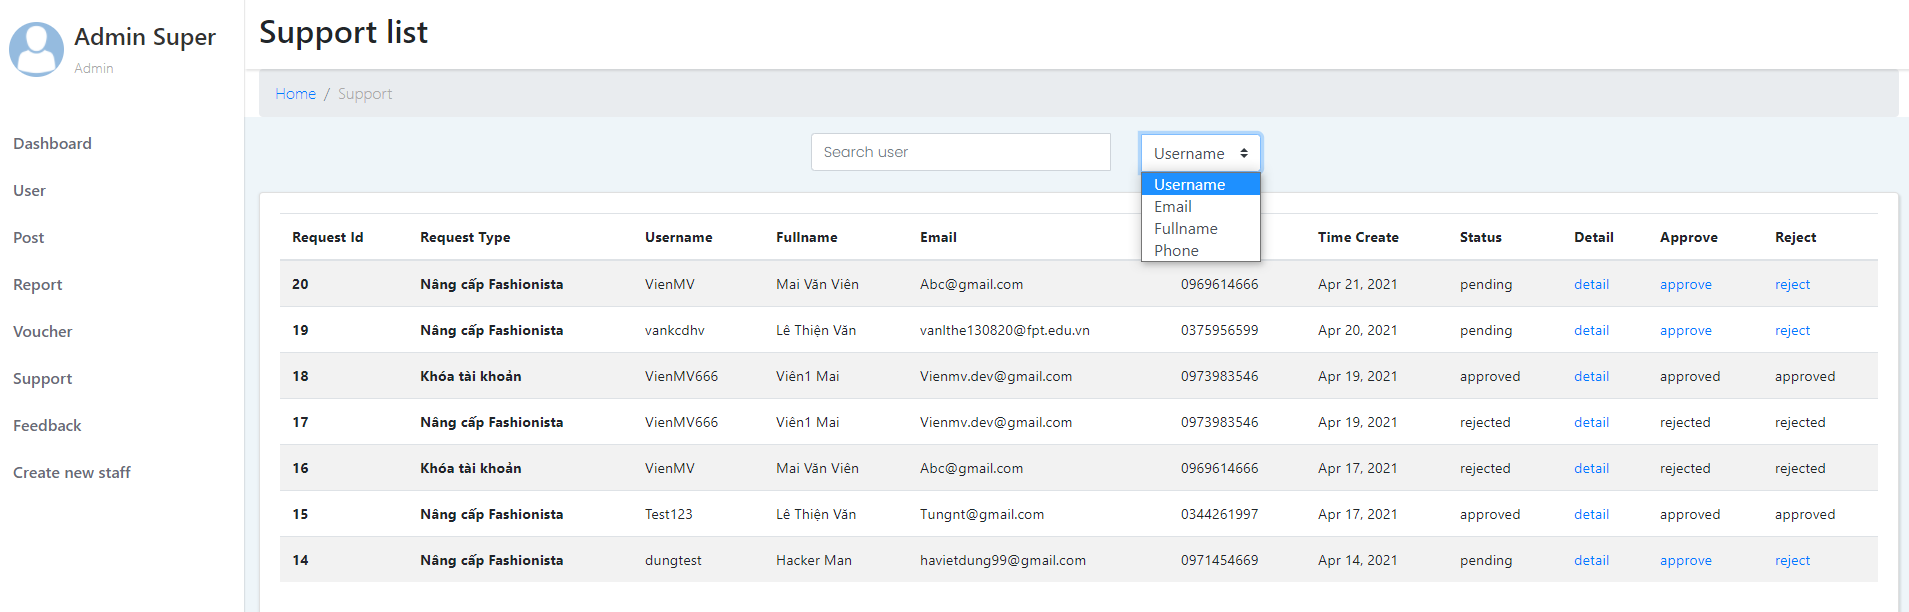 Admin Super
Admin
Dashboard
User
Post
Report
Voucher
Support
Feedback
Create new staff
Support list
Home / Support
Search user
Username
Username
Email
Fullname
Phone
Request Id Request Type Username Fullname Email Time Create Status Detail Approve Reject
20 Nâng cấp Fashionista VienMV Mai Văn Viên Abc@gmail.com 0969614666 Apr 21, 2021 pending detail approve reject
19 Nâng cấp Fashionista vankcdhv Lê Thiện Văn vanlthe130820@fpt.edu.vn 0375956599 Apr 20, 2021 pending detail approve reject
18 Khóa tài khoản VienMV666 Viên1 Mai Vienmv.dev@gmail.com 0973983546 Apr 19, 2021 approved detail approved approved
17 Nâng cấp Fashionista VienMV666 Viên1 Mai Vienmv.dev@gmail.com 0973983546 Apr 19, 2021 rejected detail rejected rejected
16 Khóa tài khoản VienMV Mai Văn Viên Abc@gmail.com 0969614666 Apr 17, 2021 rejected detail rejected rejected
15 Nâng cấp Fashionista Test123 Lê Thiện Văn Tungnt@gmail.com 0344261997 Apr 17, 2021 approved detail approved approved
14 Nâng cấp Fashionista dungtest Hacker Man havietdung99@gmail.com 0971454669 Apr 14, 2021 pending detail approve reject